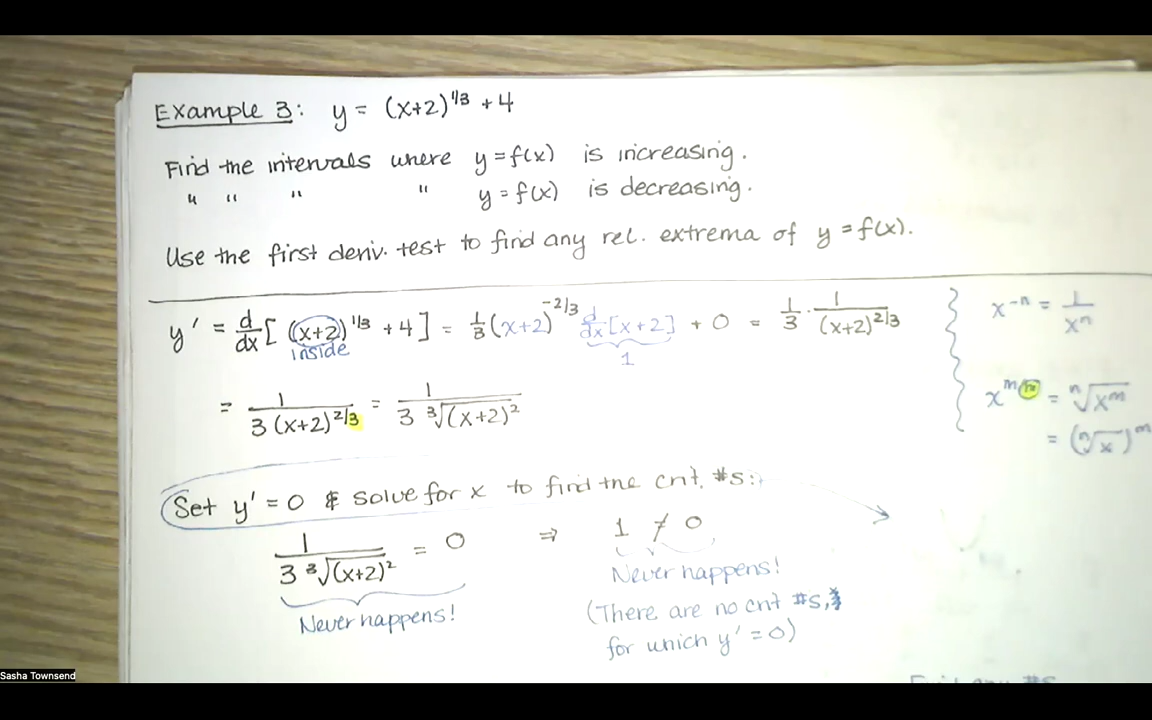 Example 3: y = (x+2)^{1/3} + 4
Find the intervals where y = f(x) is increasing.
" " " " y = f(x) is decreasing.
Use the first deriv. test to find any rel. extrema of y = f(x).
y' = d/dx [ (x+2)^{1/3} + 4 ] = 1/3 (x+2)^{-2/3} d/dx [x+2] + 0 = 1/3 · 1/(x+2)^{2/3}
inside
1
x^{-n} = 1/x^n
= 1/(3 (x+2)^{2/3}) = 1/(3 ∛(x+2)²)
x^{m/n} = ⁿ√(x^m)
= (ⁿ√x)^m
Set y' = 0 & solve for x to find the crit. #s:
1/(3 ∛(x+2)²) = 0 ⇒ 1 ≠ 0
Never happens!
Never happens!
(There are no crit #s,
for which y' = 0)
Sasha Townsend